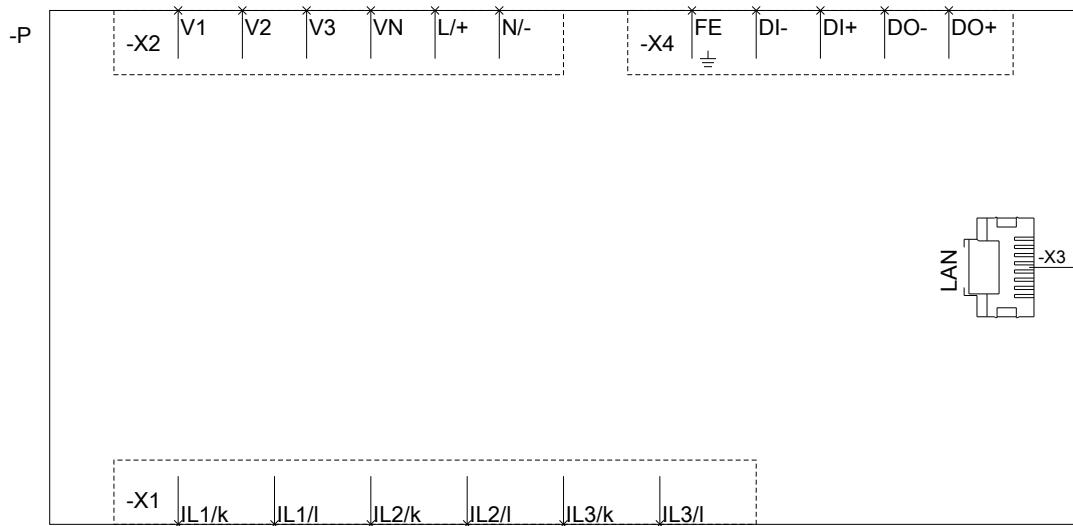 -P
-X2 V1 V2 V3 VN L/+ N/-
-X4 FE DI- DI+ DO- DO+
LAN
-X3
-X1 IL1/k IL1/l IL2/k IL2/l IL3/k IL3/l